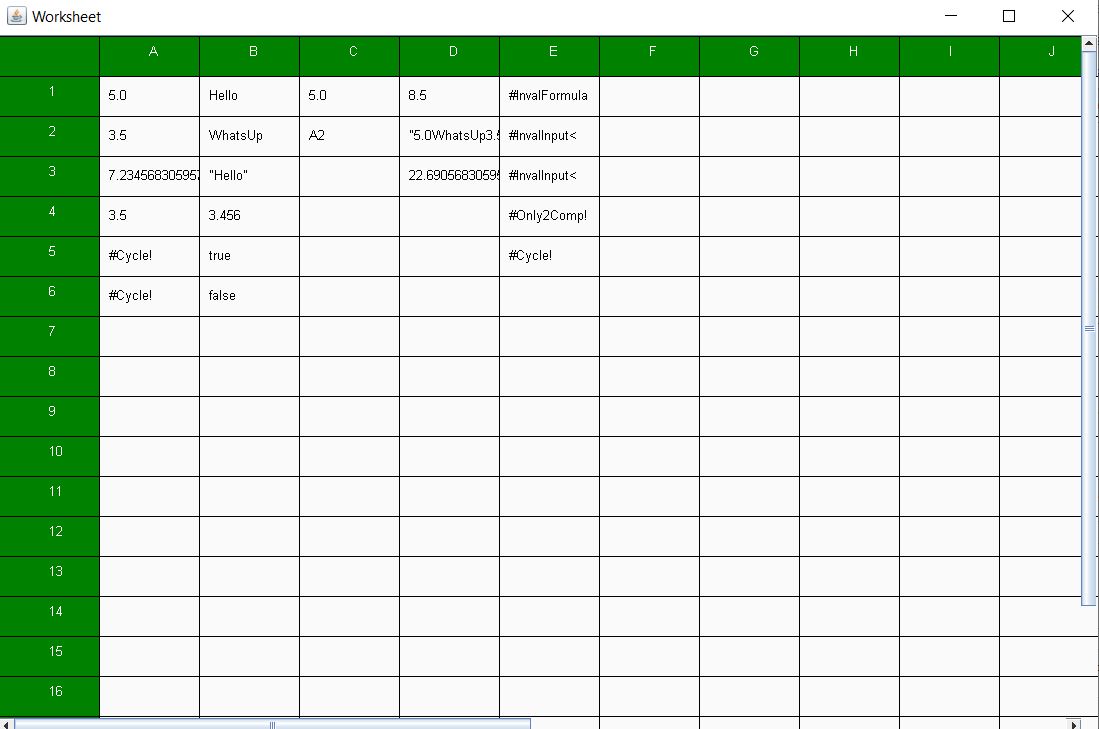 Worksheet
A B C D E F G H I J
1 5.0 Hello 5.0 8.5 #InvalFormula
2 3.5 WhatsUp A2 "5.0WhatsUp3.5 #InvalInput<
3 7.234568305957 "Hello" 22.6905683059 #InvalInput<
4 3.5 3.456 #Only2Comp!
5 #Cycle! true #Cycle!
6 #Cycle! false
7
8
9
10
11
12
13
14
15
16